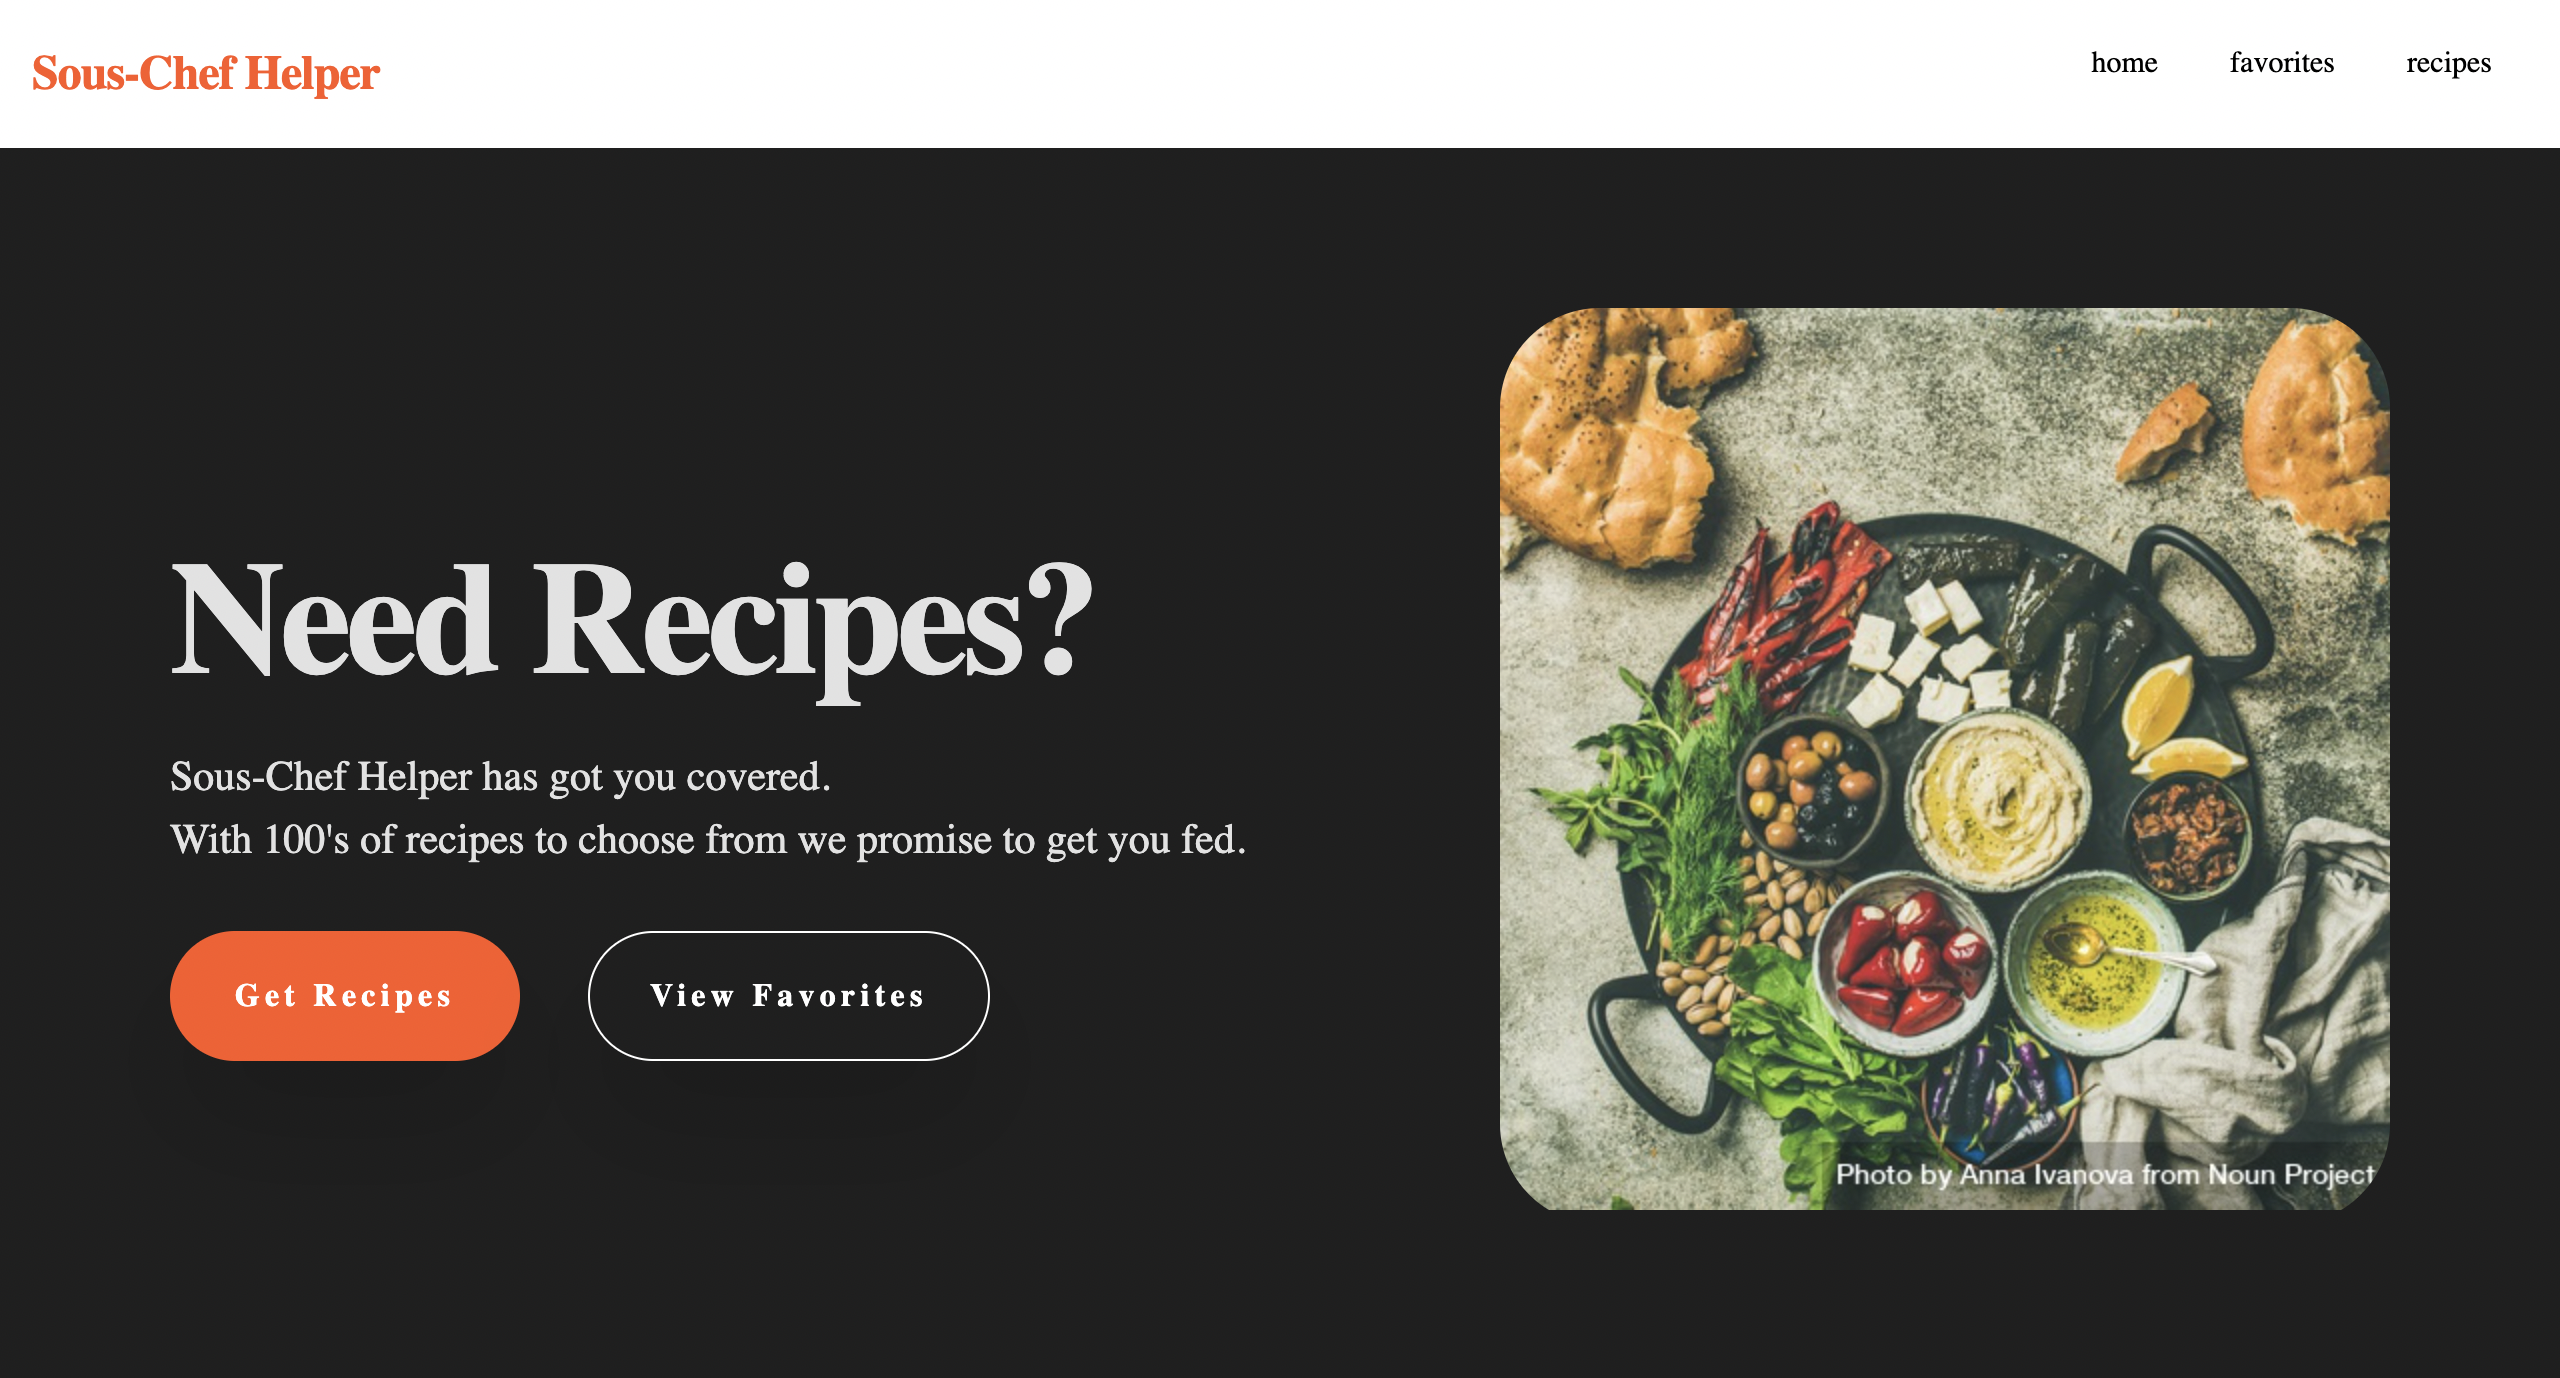 Sous-Chef Helper
home favorites recipes
Need Recipes?
Sous-Chef Helper has got you covered.
With 100's of recipes to choose from we promise to get you fed.
Get Recipes
View Favorites
Photo by Anna Ivanova from Noun Project